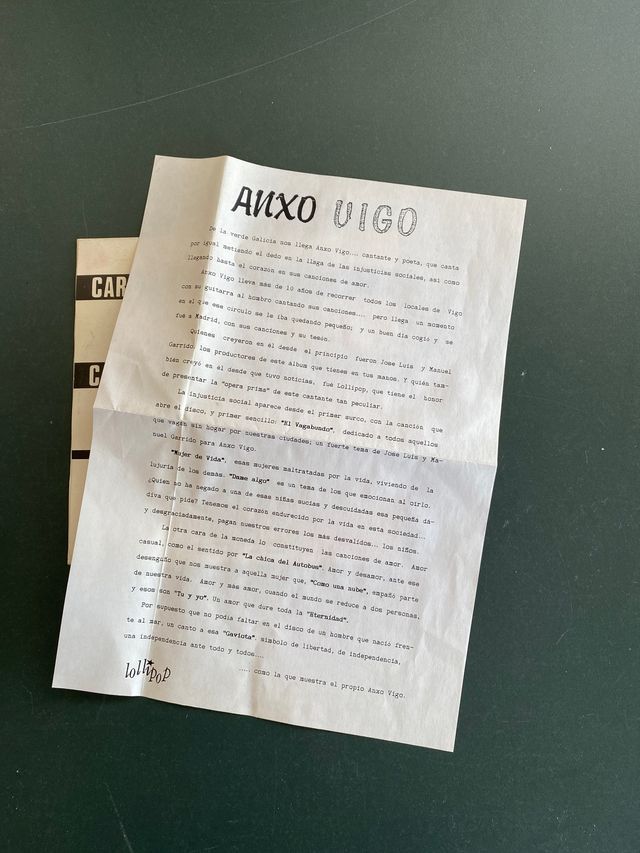 ANXO VIGO
De la verde Galicia nos llega Anxo Vigo.... cantante y poeta, que canta
por igual metiendo el dedo en la llaga de las injusticias sociales, así como
llegando hasta el corazón en sus canciones de amor.
Anxo Vigo lleva mas de 10 años de recorrer todos los locales de Vigo
con su guitarra al hombro cantando sus canciones.... pero llega un momento
en el que ese círculo se le iba quedando pequeño; y un buen día cogió y se
fué a Madrid, con sus canciones y su tesón.
Quienes creyeron en él desde el principio fueron Jose Luis y Manuel
Garrido, los productores de este álbum que tienes en tus manos. Y quién tam-
bién creyó en él desde que tuvo noticias, fué Lollipop, que tiene el honor
de presentar la "opera prima" de este cantante tan peculiar.
La injusticia social aparece desde el primer surco, con la canción que
abre el disco, y primer sencillo: "El Vagabundo", dedicado a todos aquellos
que vagan sin hogar por nuestras ciudades; un fuerte tema de Jose Luis y Ma-
nuel Garrido para Anxo Vigo.
"Mujer de Vida", esas mujeres maltratadas por la vida, viviendo de la
lujuria de los demás. "Dame algo" es un tema de los que emocionan al oirlo.
¿Quien no ha negado a una de esas niñas sucias y descuidadas esa pequeña dá-
diva que pide? Tenemos el corazón endurecido por la vida en esta sociedad...
y desgraciadamente, pagan nuestros errores los más desvalidos... los niños.
La otra cara de la moneda lo constituyen las canciones de amor. Amor
casual, como el sentido por "La chica del Autobus". Amor y desamor, ante ese
desengaño que nos muestra a aquella mujer que, "Como una nube", empañó parte
de nuestra vida. Amor y más amor, cuando el mundo se reduce a dos personas,
y esos son "Tu y yo". Un amor que dure toda la "Eternidad".
Por supuesto que no podía faltar en el disco de un hombre que nació fren-
te al mar, un canto a esa "Gaviota", símbolo de libertad, de independencia,
una independencia ante todo y todos....
..... como la que muestra el propio Anxo Vigo.
lollipop
CAR
C